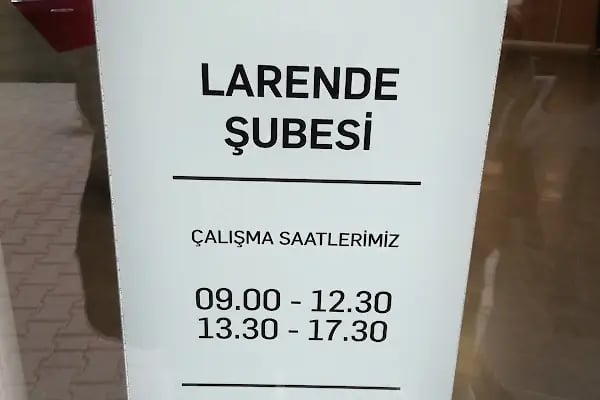 LARENDE
ŞUBESİ
ÇALIŞMA SAATLERİMİZ
09.00 - 12.30
13.30 - 17.30